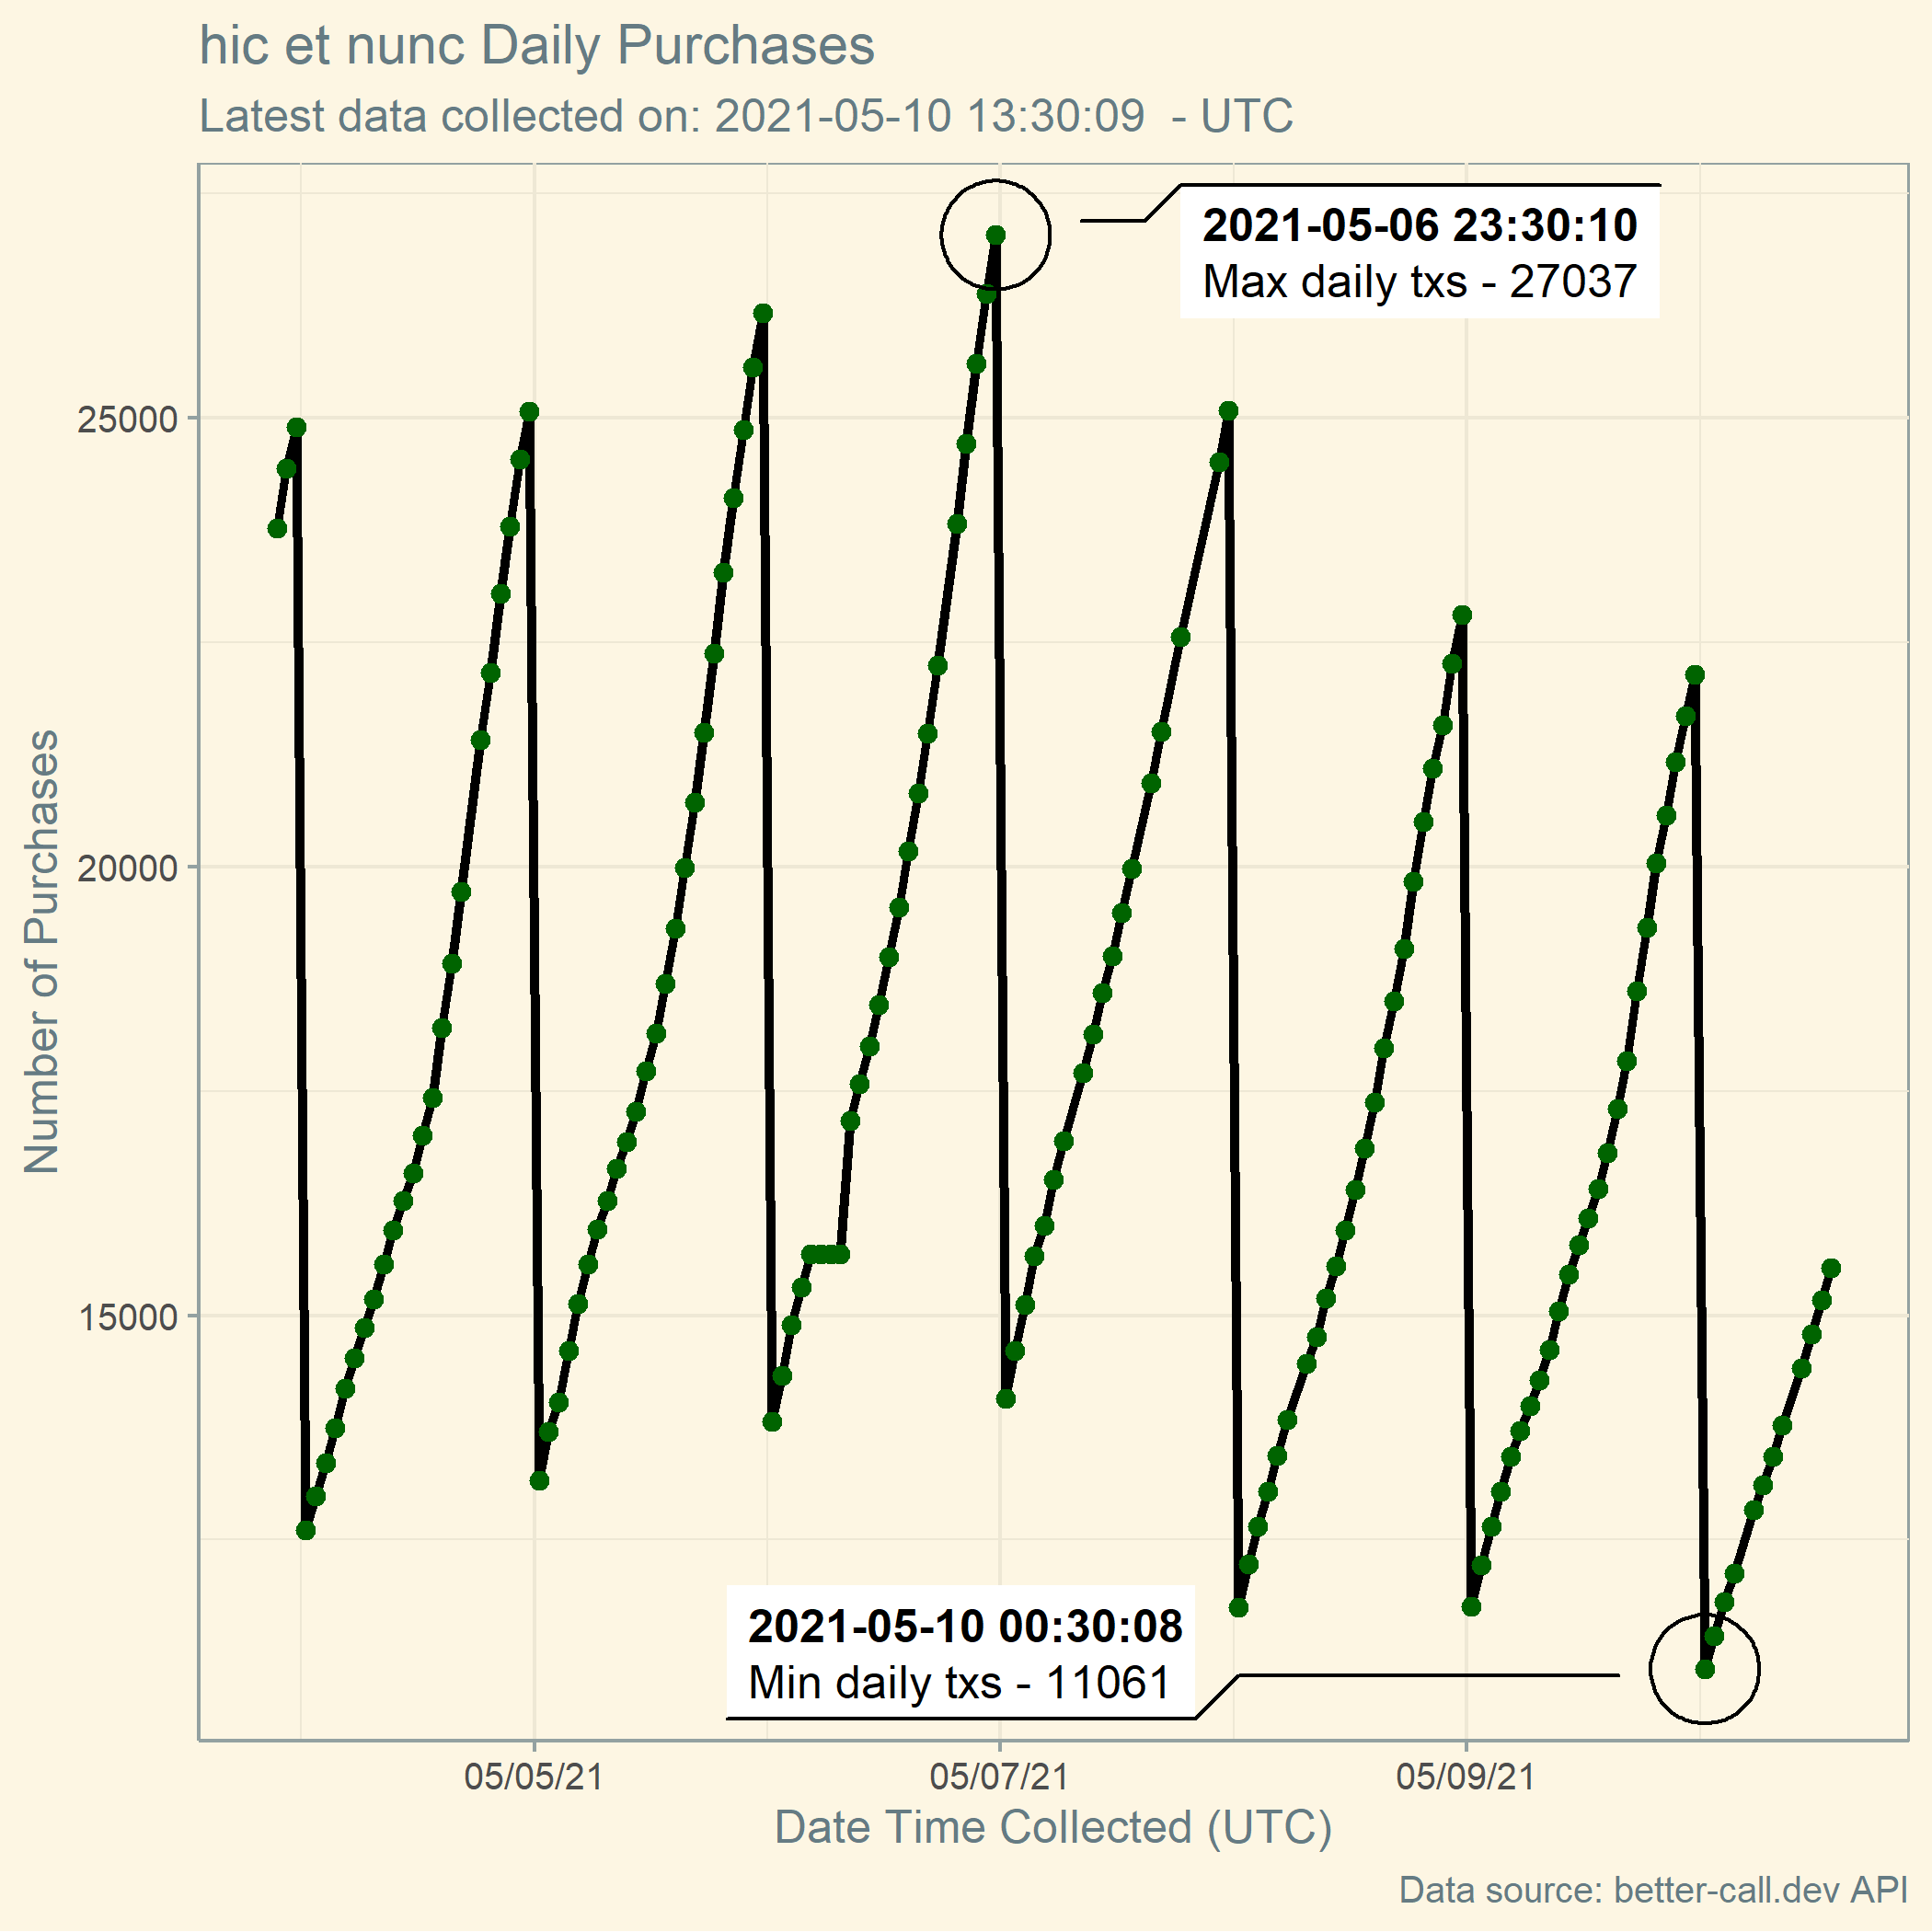 hic et nunc Daily Purchases
Latest data collected on: 2021-05-10 13:30:09  - UTC
2021-05-06 23:30:10
Max daily txs - 27037
25000
20000
15000
Number of Purchases
2021-05-10 00:30:08
Min daily txs - 11061
05/05/21
05/07/21
05/09/21
Date Time Collected (UTC)
Data source: better-call.dev API